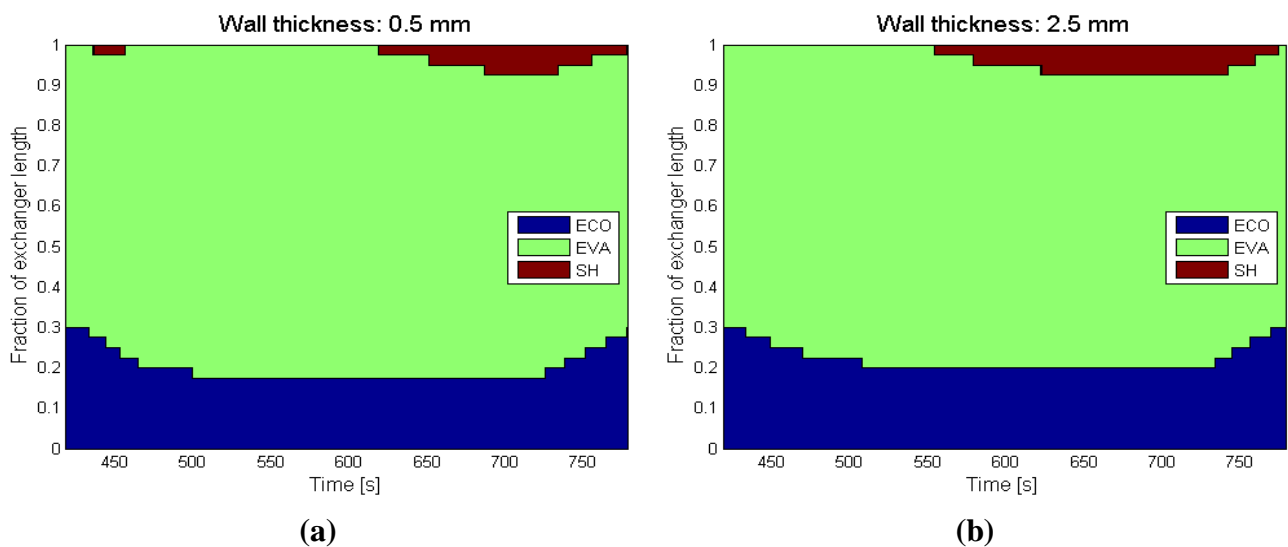 Wall thickness: 0.5 mm
Fraction of exchanger length
1
0.9
0.8
0.7
0.6
0.5
0.4
0.3
0.2
0.1
0
ECO
EVA
SH
450 500 550 600 650 700 750
Time [s]
(a)
Wall thickness: 2.5 mm
Fraction of exchanger length
1
0.9
0.8
0.7
0.6
0.5
0.4
0.3
0.2
0.1
0
ECO
EVA
SH
450 500 550 600 650 700 750
Time [s]
(b)